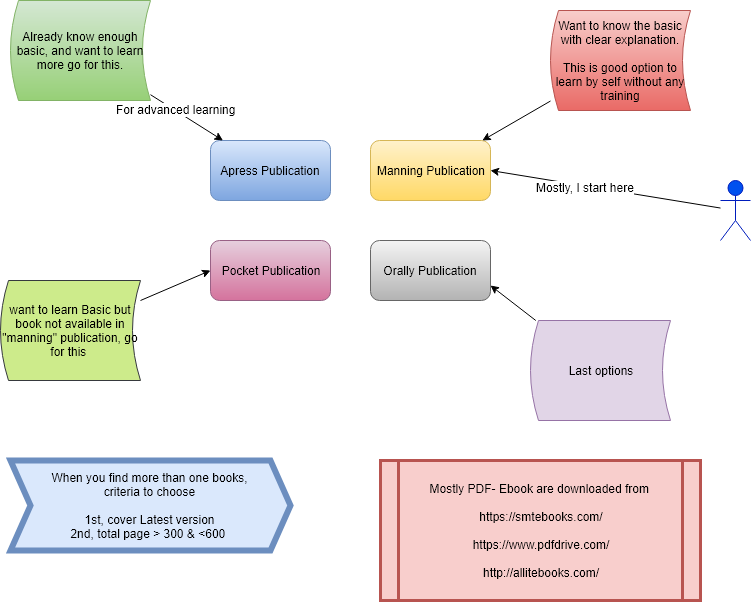 Already know enough
basic, and want to learn
more go for this.
Want to know the basic
with clear explanation.
This is good option to
learn by self without any
training
For advanced learning
Apress Publication
Manning Publication
Mostly, I start here
Pocket Publication
Orally Publication
want to learn Basic but
book not available in
"manning" publication, go
for this
Last options
When you find more than one books,
criteria to choose
1st, cover Latest version
2nd, total page > 300 & <600
Mostly PDF- Ebook are downloaded from
https://smtebooks.com/
https://www.pdfdrive.com/
http://allitebooks.com/